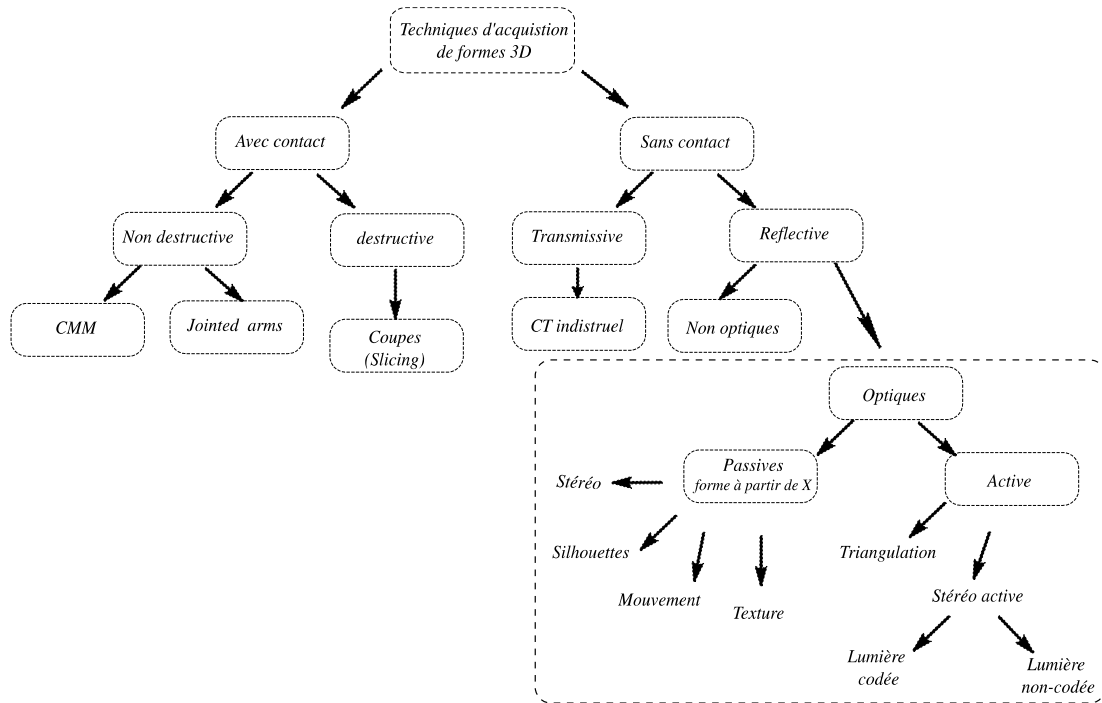 Techniques d'acquistion
de formes 3D
Avec contact
Sans contact
Non destructive
destructive
Transmissive
Reflective
CMM
Jointed arms
Coupes
(Slicing)
CT indistruel
Non optiques
Optiques
Passives
forme à partir de X
Active
Stéréo
Silhouettes
Mouvement
Texture
Triangulation
Stéréo active
Lumière
codée
Lumière
non-codée